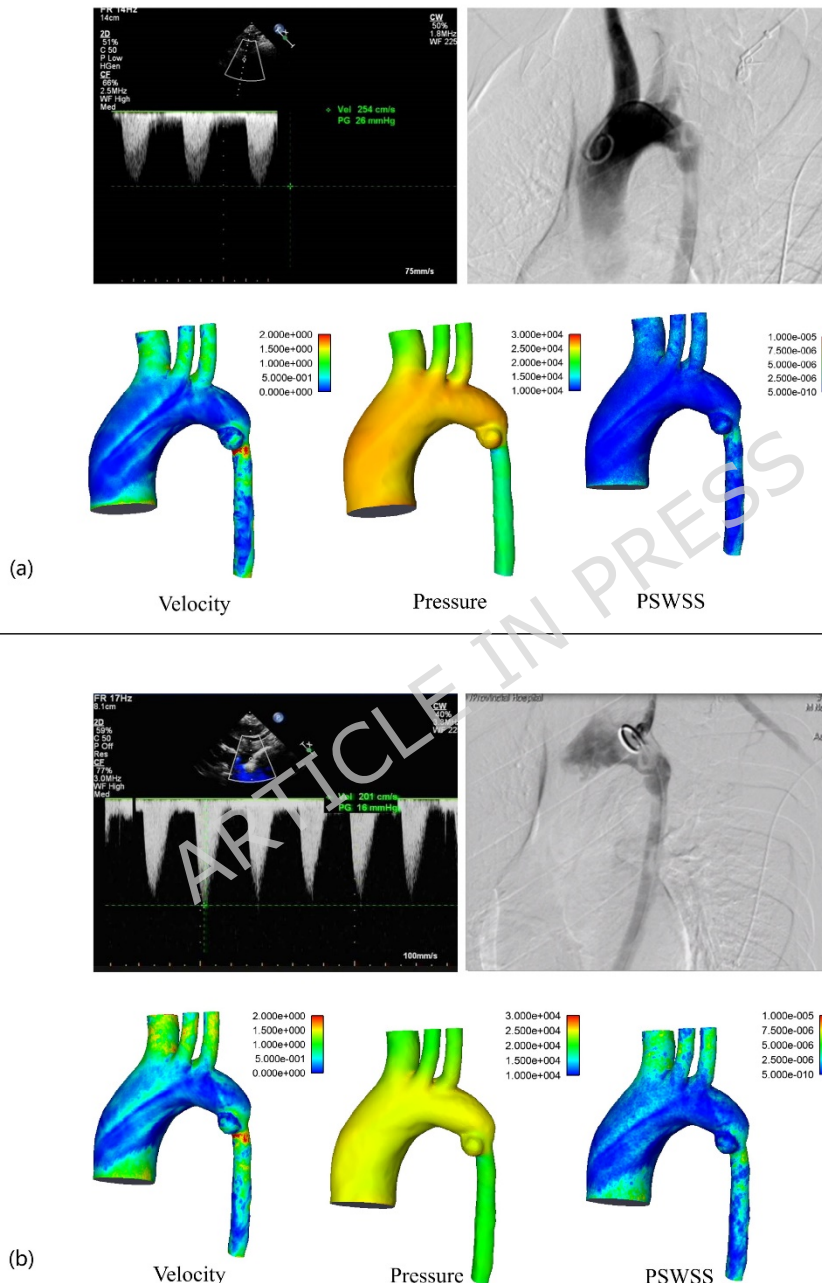 FR 14Hz
14cm
2D
51%
C 50
P Low
HGen
CF
66%
2.5MHz
WF High
Med
CW
50%
1.8MHz
WF 225
Vel 254 cm/s
PG 26 mmHg
75mm/s
2.000e+000
1.500e+000
1.000e+000
5.000e-001
0.000e+000
3.000e+004
2.500e+004
2.000e+004
1.500e+004
1.000e+004
1.000e-005
7.500e-006
5.000e-006
2.500e-006
5.000e-010
(a)
Velocity
Pressure
PSWSS
FR 17Hz
8.1cm
2D
59%
C 50
P Off
Res
CF
77%
3.0MHz
WF High
Med
CW
40%
WF 22
Vel 201 cm/s
PG 16 mmHg
100mm/s
Provincial Hospital
2.000e+000
1.500e+000
1.000e+000
5.000e-001
0.000e+000
3.000e+004
2.500e+004
2.000e+004
1.500e+004
1.000e+004
1.000e-005
7.500e-006
5.000e-006
2.500e-006
5.000e-010
(b)
Velocity
Pressure
PSWSS
ARTICLE IN PRESS